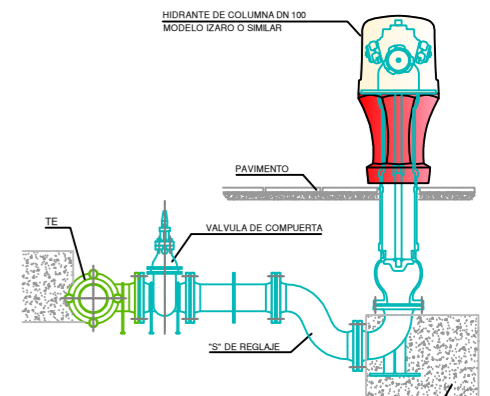 HIDRANTE DE COLUMNA DN 100
MODELO IZARO O SIMILAR
PAVIMENTO
TE
VALVULA DE COMPUERTA
"S" DE REGLAJE